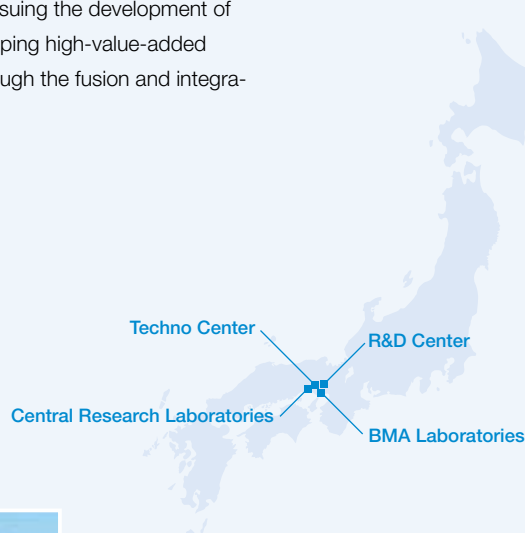 suing the development of
ping high-value-added
ugh the fusion and integra-
Techno Center
R&D Center
Central Research Laboratories
BMA Laboratories